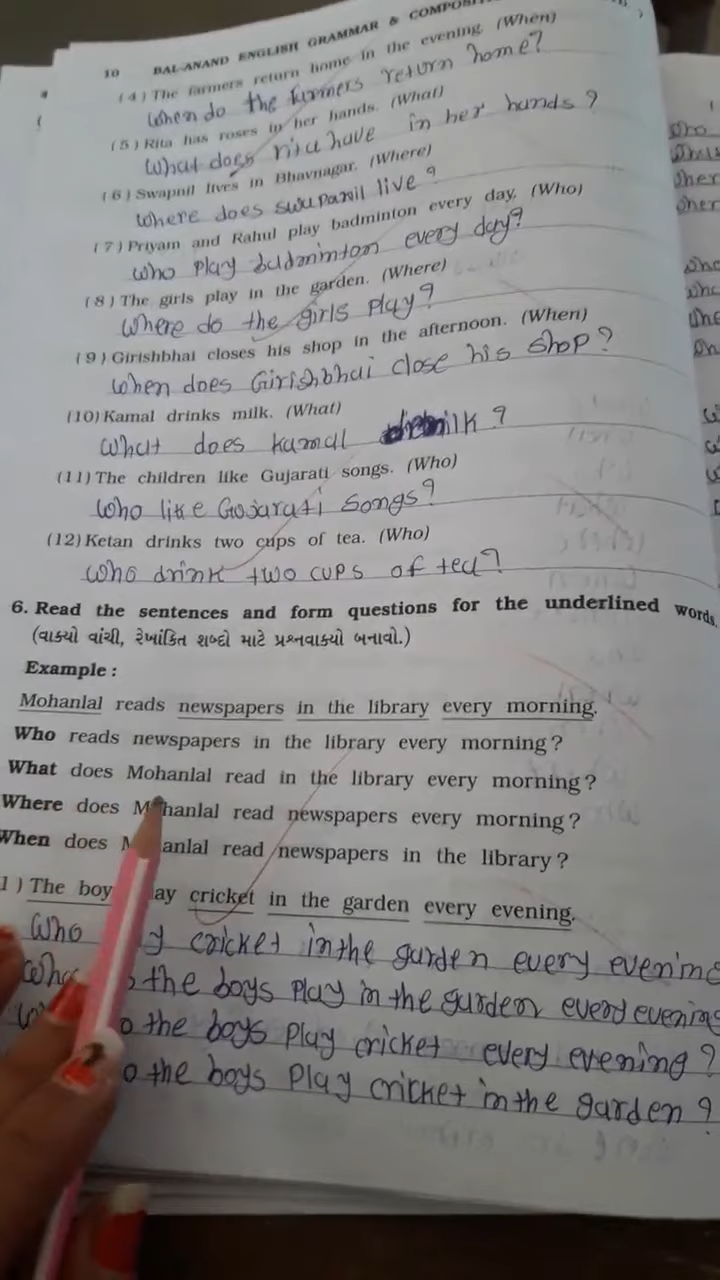 10 BAL-ANAND ENGLISH GRAMMAR & COMPOSI
(4) The farmers return home in the evening. (When)
When do the farmers return home?
(5) Rita has roses in her hands. (What)
What does rita have in her hands?
(6) Swapnil lives in Bhavnagar. (Where)
Where does swapanil live?
(7) Priyam and Rahul play badminton every day. (Who)
who play badminton every day?
(8) The girls play in the garden. (Where)
Where do the girls play?
(9) Girishbhai closes his shop in the afternoon. (When)
When does Girishbhai close his shop?
(10) Kamal drinks milk. (What)
What does kamal ?
(11) The children like Gujarati songs. (Who)
Who like Gojarati songs?
(12) Ketan drinks two cups of tea. (Who)
Who drink two cups of tea?
6. Read the sentences and form questions for the underlined words.
(વાક્યો વાંચી, રેખાંકિત શબ્દો માટે પ્રશ્નવાક્યો બનાવો.)
Example :
Mohanlal reads newspapers in the library every morning.
Who reads newspapers in the library every morning?
What does Mohanlal read in the library every morning?
Where does Mohanlal read newspapers every morning?
When does M anlal read newspapers in the library?
1) The boy ay cricket in the garden every evening.
Who y cricket in the garden every evening
Wha o the boys play in the garden every evening
o the boys play cricket every evening?
o the boys play cricket in the garden?